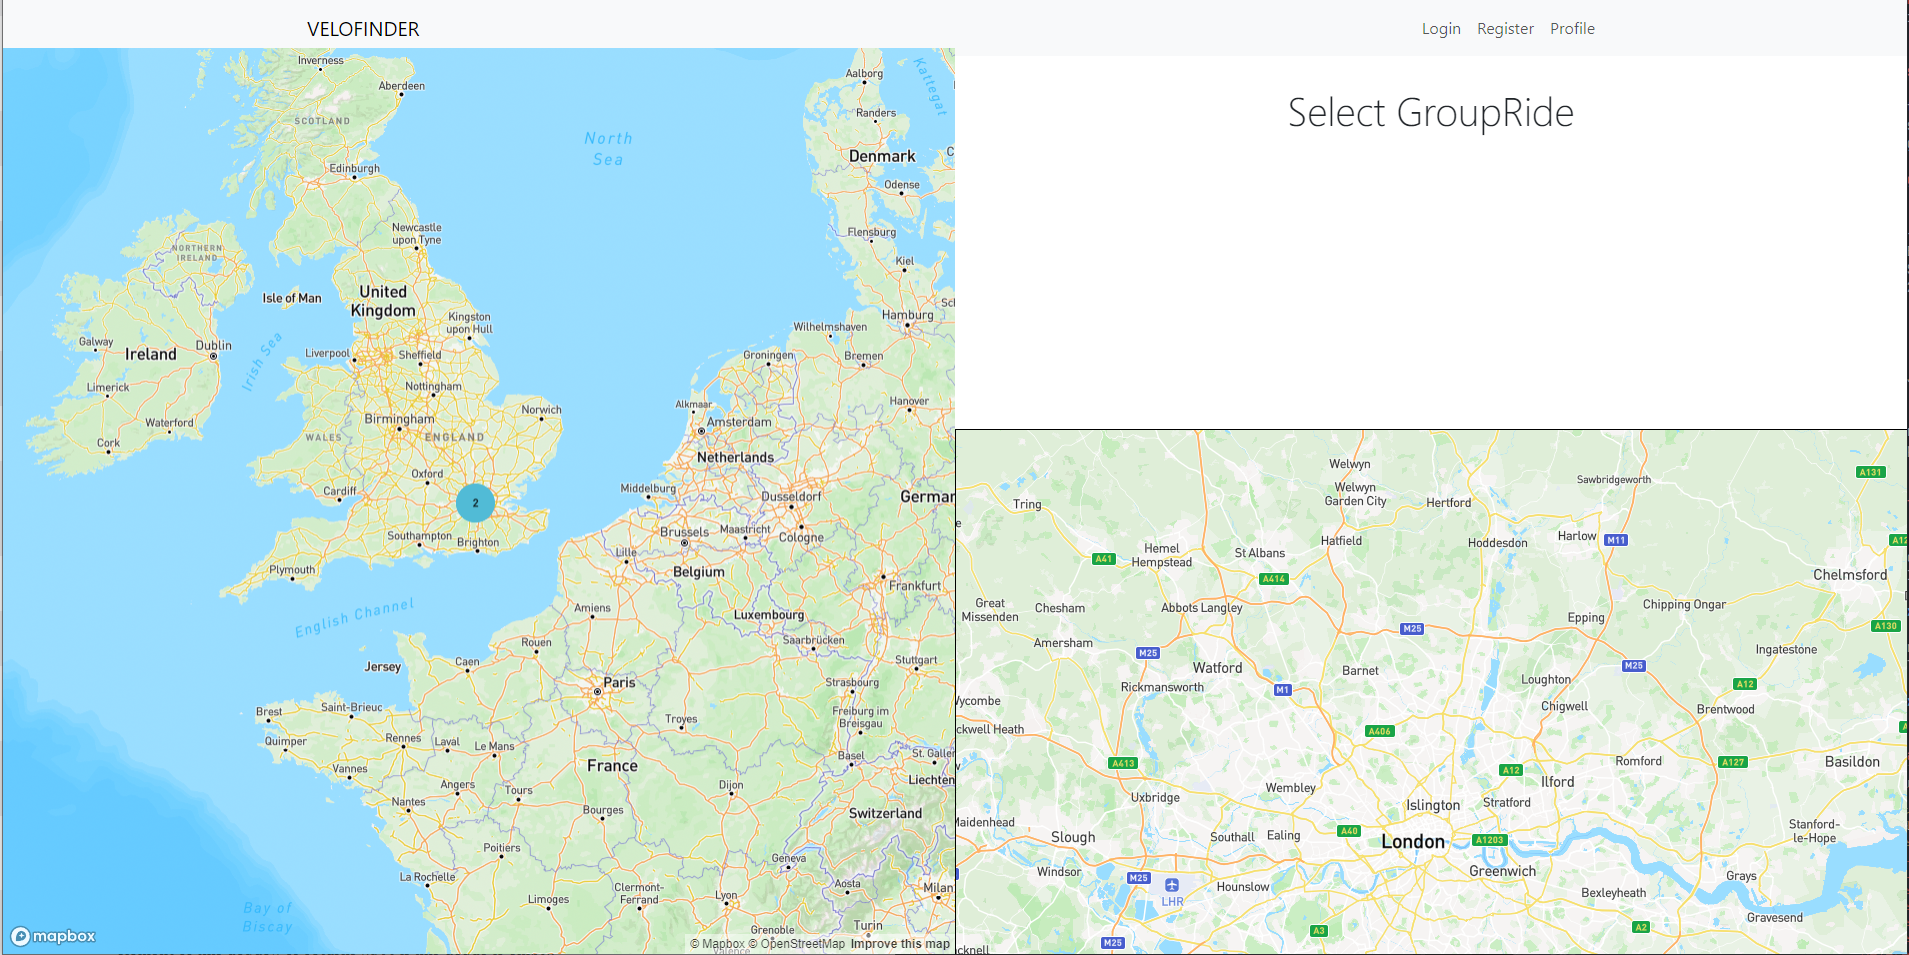 VELOFINDER
Login Register Profile
Select GroupRide
Inverness
Aberdeen
SCOTLAND
North
Sea
Aalborg
Kattegat
Randers
Denmark
Edinburgh
Odense
Newcastle
upon Tyne
Flensburg
NORTHERN
IRELAND
Kiel
Isle of Man
United
Kingdom
Kingston
upon Hull
Hamburg
Wilhelmshaven
Galway
Ireland
Dublin
Irish Sea
Liverpool
Sheffield
Groningen
Bremen
Limerick
Nottingham
Alkmaar
Hanover
Norwich
Waterford
Birmingham
Amsterdam
Cork
WALES
ENGLAND
Netherlands
Oxford
Cardiff
2
Middelburg
Dusseldorf
German
Southampton
Brighton
Brussels
Maastricht
Cologne
Lille
Plymouth
Belgium
Frankfurt
English Channel
Amiens
Luxembourg
Rouen
Saarbrücken
Jersey
Caen
Stuttgart
Paris
Strasbourg
Brest
Saint-Brieuc
Troyes
Freiburg im
Breisgau
Quimper
Rennes
Laval
Le Mans
Basel
St. Galler
Vannes
France
Liechten
Angers
Tours
Dijon
Nantes
Bourges
Switzerland
Poitiers
Geneva
La Rochelle
Limoges
Clermont-
Ferrand
Lyon
Aosta
Milan
Bay of
Biscay
Grenoble
Turin
Valence
mapbox
© Mapbox © OpenStreetMap Improve this map
Welwyn
Welwyn
Garden City
Sawbridgeworth
A131
Tring
Hertford
Hatfield
Hoddesdon
Harlow
M11
A12
A41
Hemel
Hempstead
St Albans
A414
Chelmsford
Great
Missenden
Chesham
Abbots Langley
Chipping Ongar
Epping
A130
M25
Amersham
M25
Watford
Barnet
M25
Ingatestone
Rickmansworth
M1
Loughton
A12
Wycombe
Chigwell
Brentwood
ckwell Heath
A406
A413
A12
Ilford
Romford
A127
Basildon
Uxbridge
Wembley
Islington
Stratford
Maidenhead
Slough
Southall
Ealing
A40
London
A1203
Stanford-
le-Hope
Windsor
M25
LHR
Hounslow
Greenwich
Grays
Bexleyheath
Gravesend
A3
A2
M25
cknell